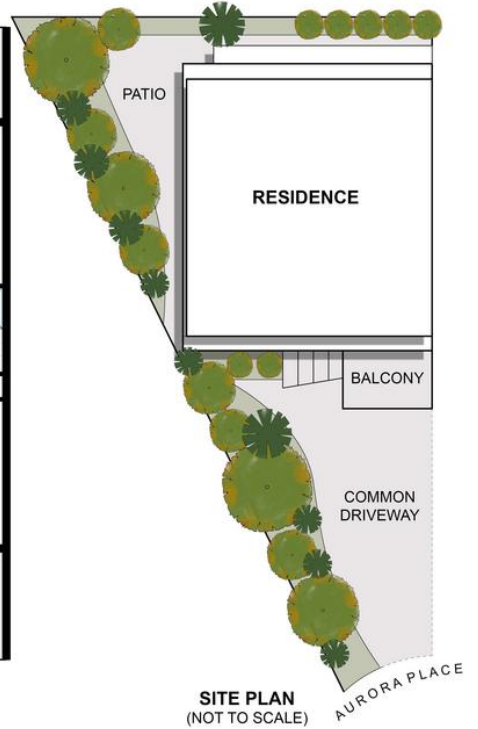 PATIO
RESIDENCE
BALCONY
COMMON
DRIVEWAY
AURORA PLACE
SITE PLAN
(NOT TO SCALE)